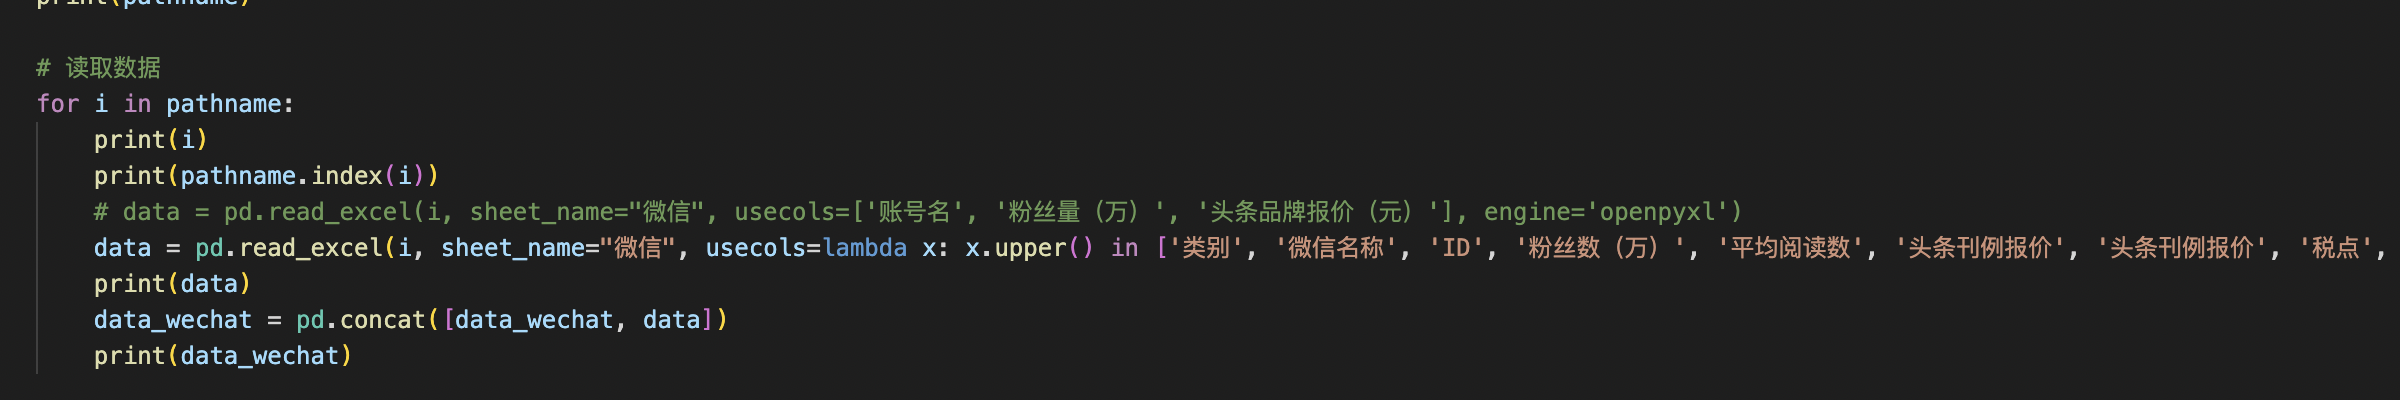 print(pathname)
# 读取数据
for i in pathname:
    print(i)
    print(pathname.index(i))
    # data = pd.read_excel(i, sheet_name="微信", usecols=['账号名', '粉丝量（万）', '头条品牌报价（元）'], engine='openpyxl')
    data = pd.read_excel(i, sheet_name="微信", usecols=lambda x: x.upper() in ['类别', '微信名称', 'ID', '粉丝数（万）', '平均阅读数', '头条刊例报价', '头条刊例报价', '税点',
    print(data)
    data_wechat = pd.concat([data_wechat, data])
    print(data_wechat)